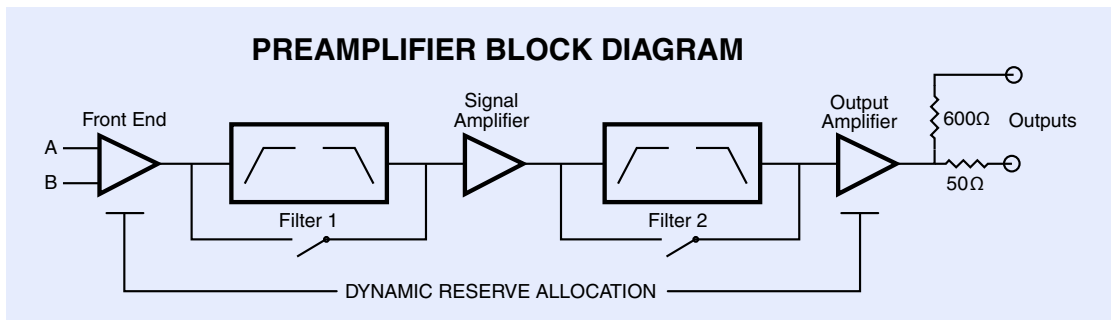 PREAMPLIFIER BLOCK DIAGRAM
Front End
A
B
Filter 1
Signal
Amplifier
Filter 2
Output
Amplifier
600Ω
Outputs
50Ω
DYNAMIC RESERVE ALLOCATION